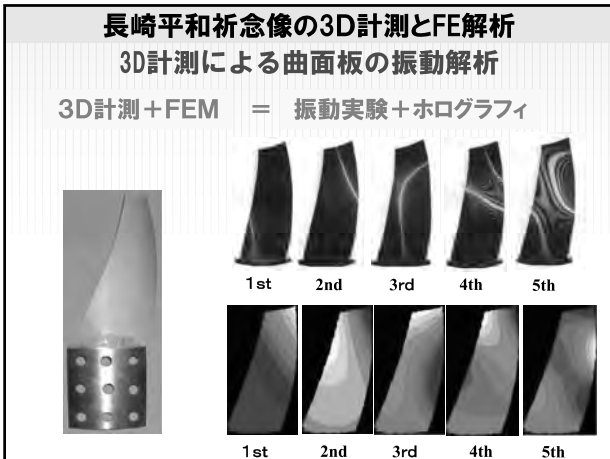 長崎平和祈念像の3D計測とFE解析
3D計測による曲面板の振動解析
3D計測+FEM = 振動実験+ホログラフィ
1st 2nd 3rd 4th 5th
1st 2nd 3rd 4th 5th